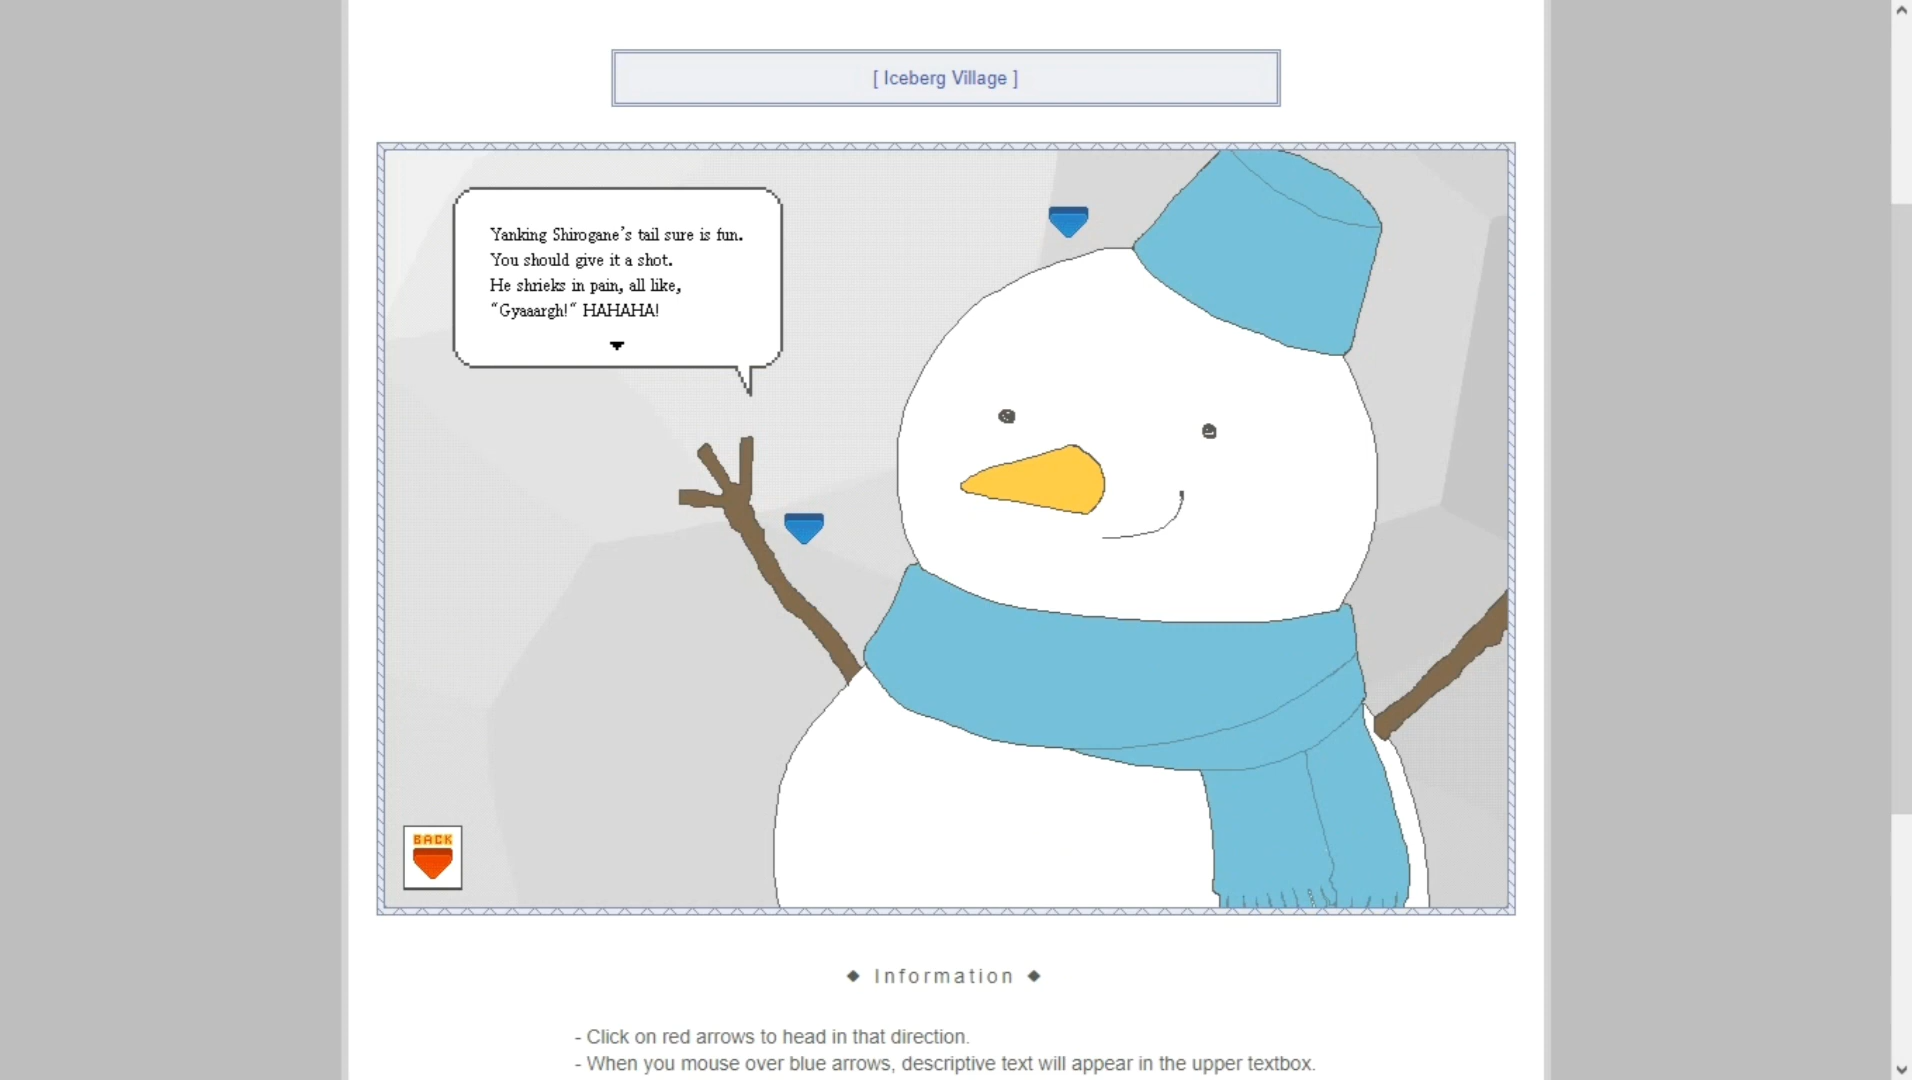 [ Iceberg Village ]
Yanking Shirogane's tail sure is fun.
You should give it a shot.
He shrieks in pain, all like,
"Gyaaargh!" HAHAHA!
BACK
◆ Information ◆
- Click on red arrows to head in that direction.
- When you mouse over blue arrows, descriptive text will appear in the upper textbox.